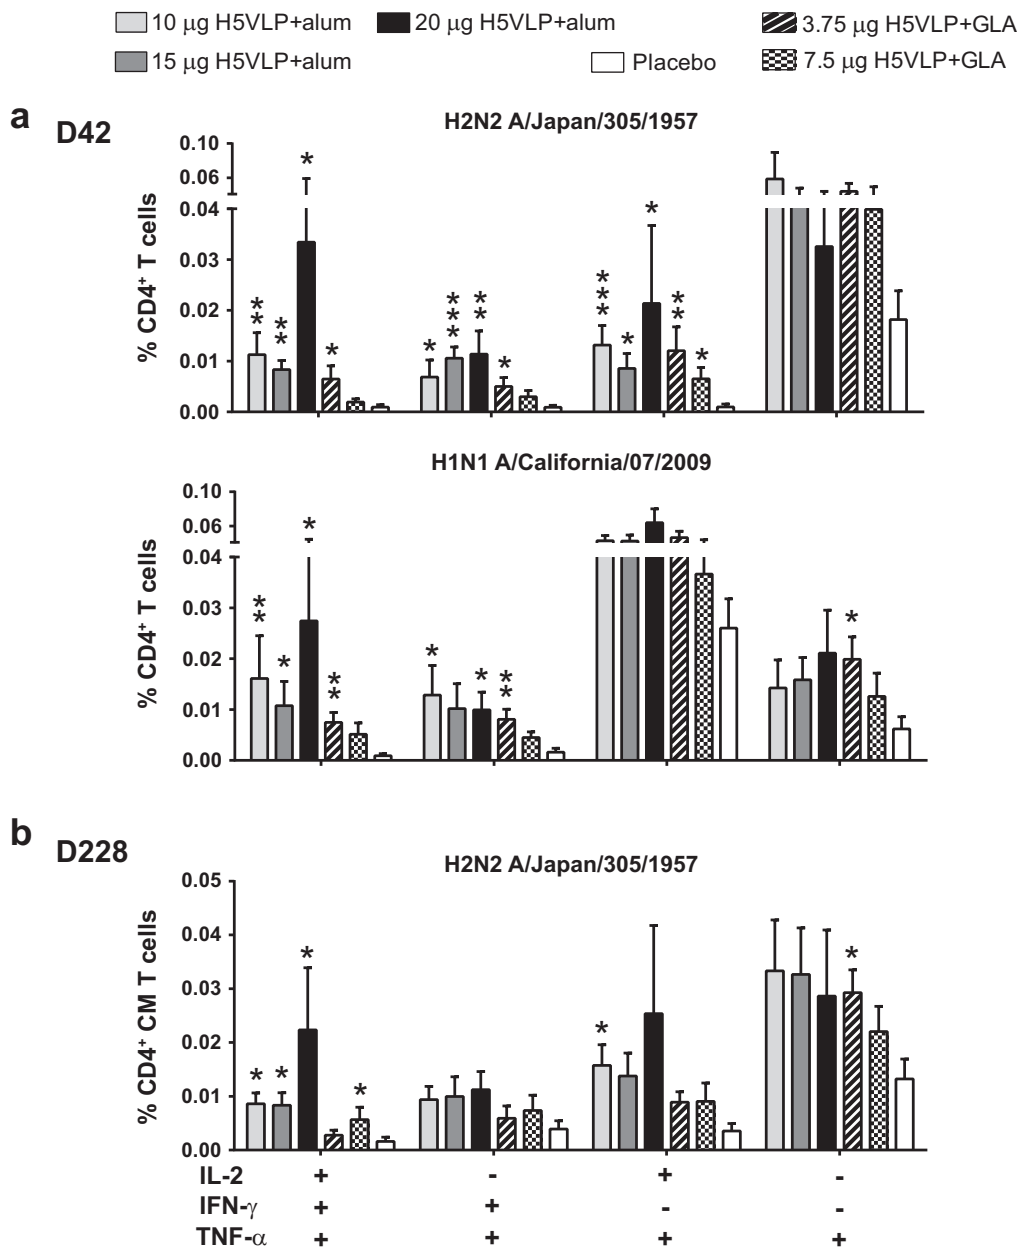 10 μg H5VLP+alum 20 μg H5VLP+alum 3.75 μg H5VLP+GLA
15 μg H5VLP+alum Placebo 7.5 μg H5VLP+GLA
a D42
H2N2 A/Japan/305/1957
% CD4⁺ T cells
0.10
0.06
0.04
0.03
0.02
0.01
0.00
** ** * * * *** ** * *** * * ** *
H1N1 A/California/07/2009
% CD4⁺ T cells
0.10
0.06
0.04
0.03
0.02
0.01
0.00
** * * ** * * ** *
b D228
H2N2 A/Japan/305/1957
% CD4⁺ CM T cells
0.05
0.04
0.03
0.02
0.01
0.00
* * * * * *
IL-2 + - + -
IFN-γ + + - -
TNF-α + + + +